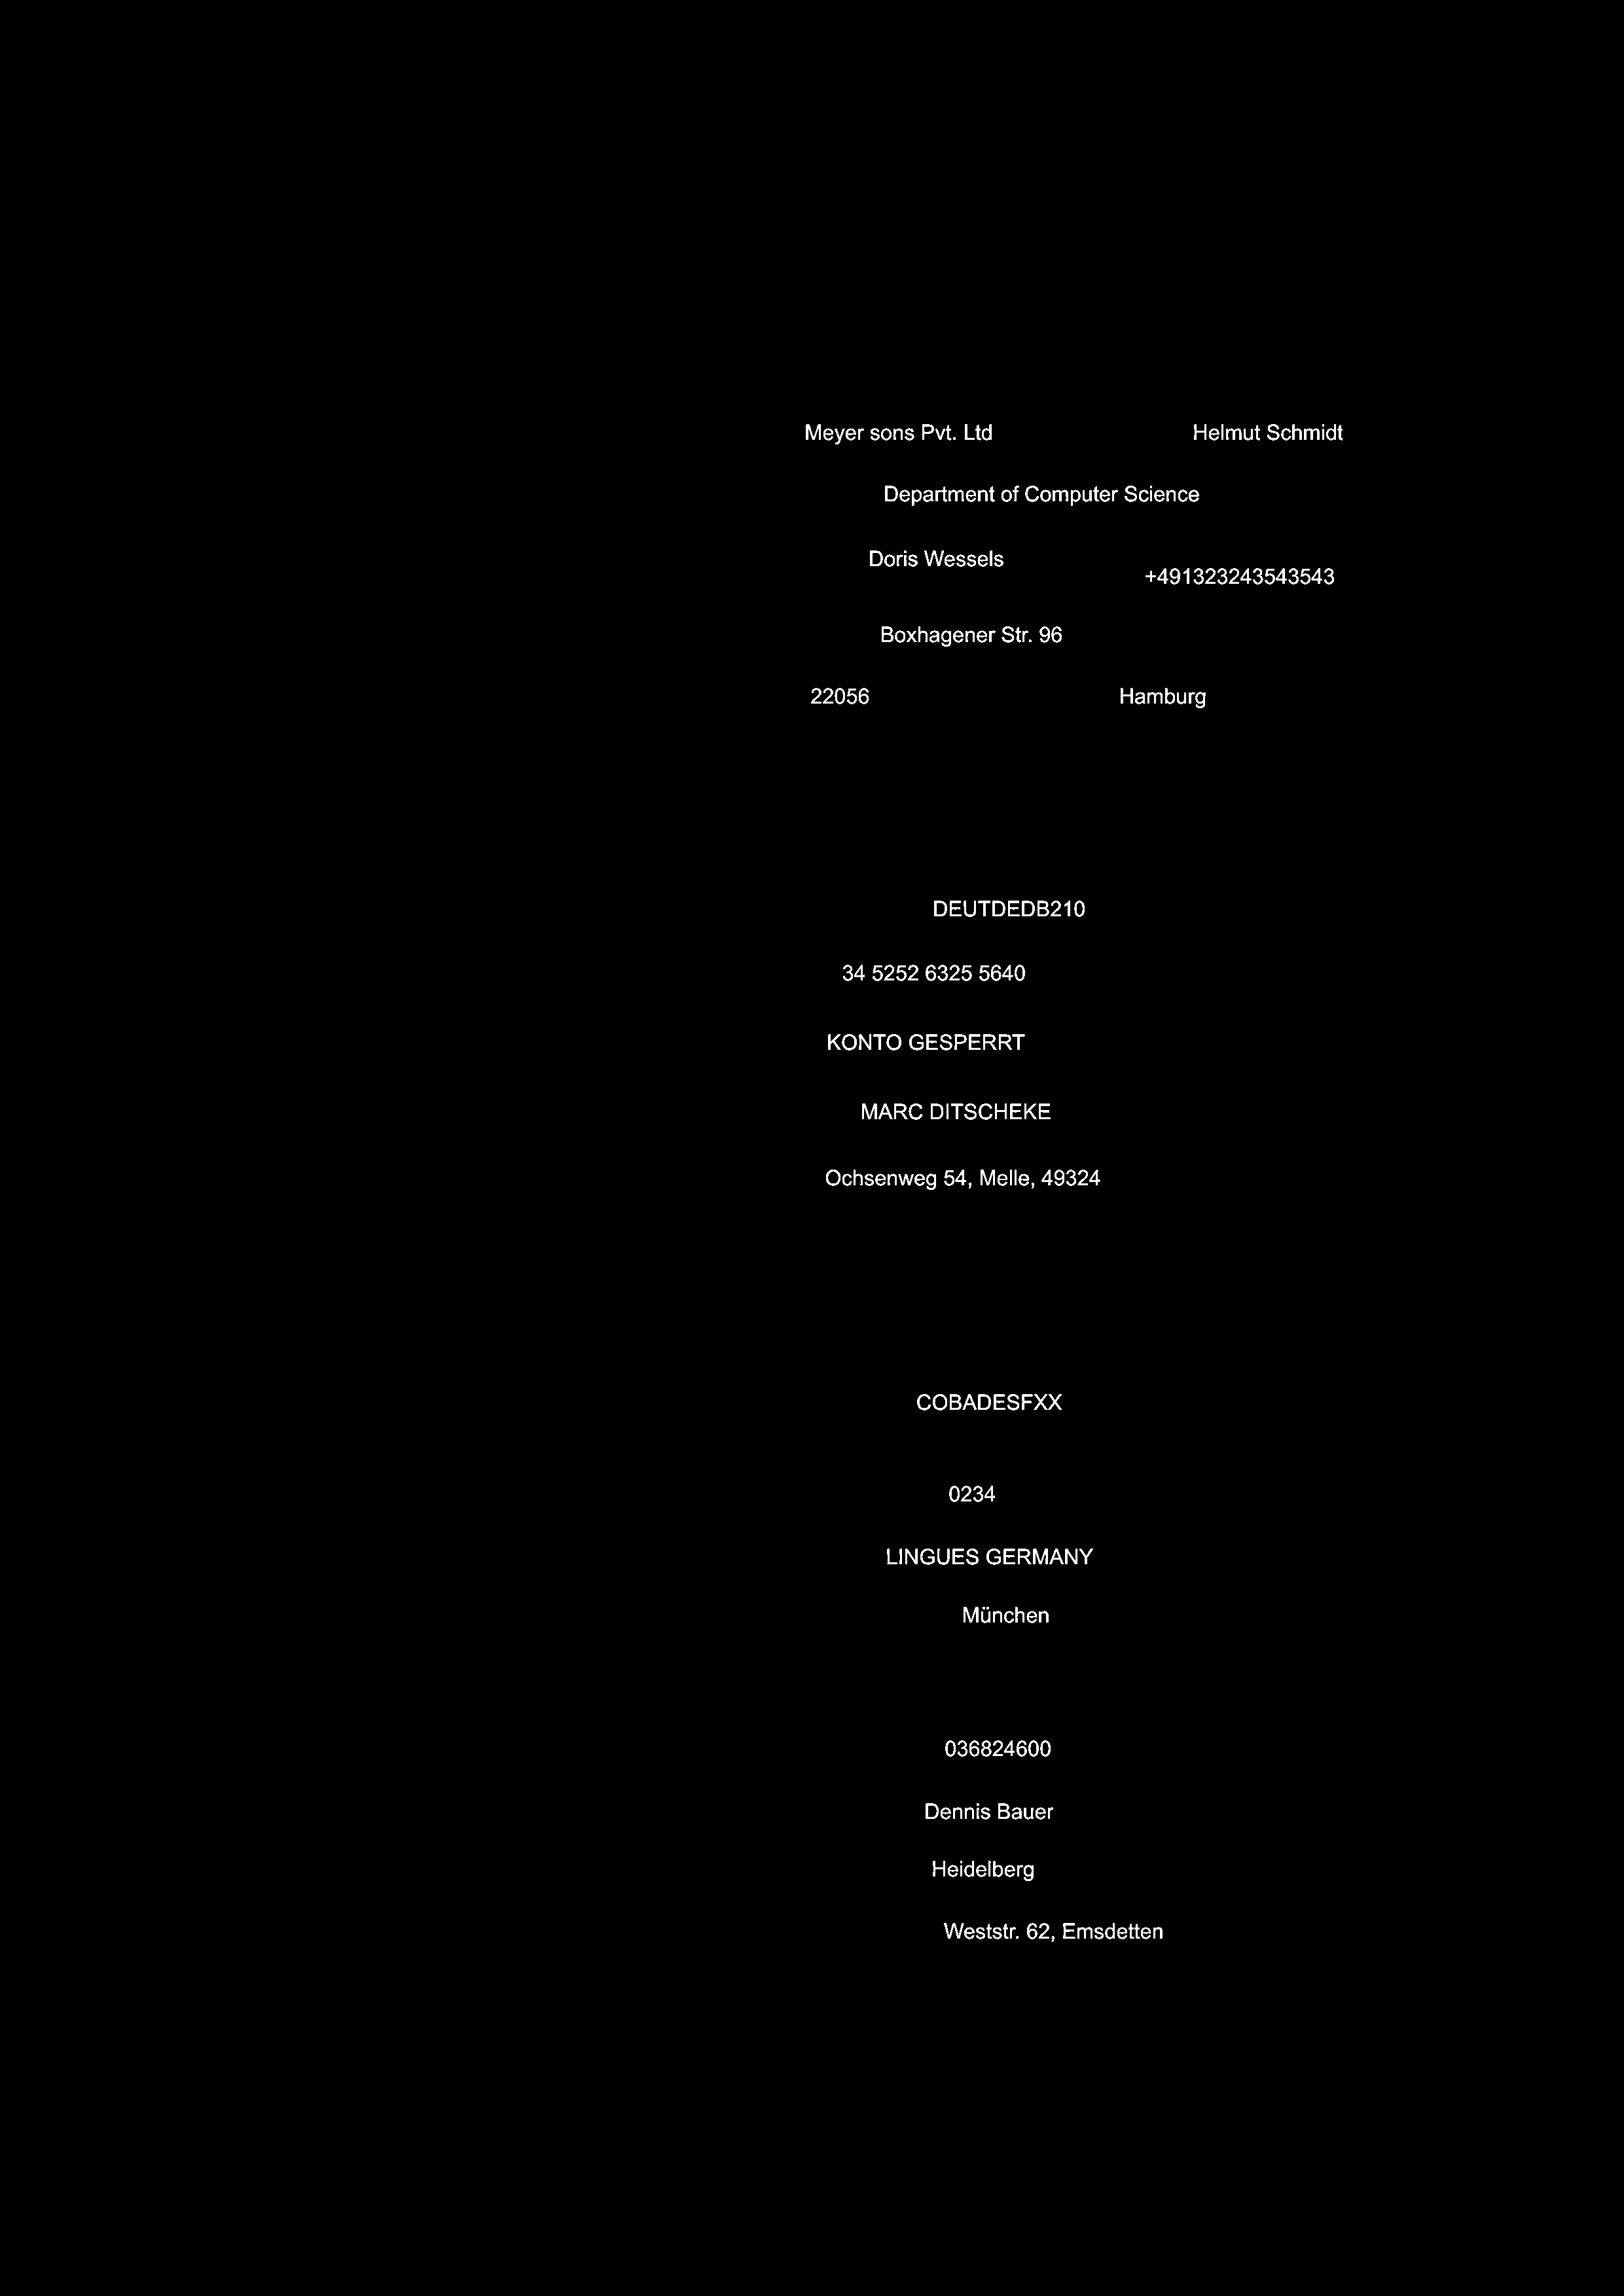 Meyer sons Pvt. Ltd Helmut Schmidt
Department of Computer Science
Doris Wessels
+491323243543543
Boxhagener Str. 96
22056 Hamburg
DEUTDEDB210
34 5252 6325 5640
KONTO GESPERRT
MARC DITSCHEKE
Ochsenweg 54, Melle, 49324
COBADESFXX
0234
LINGUES GERMANY
München
036824600
Dennis Bauer
Heidelberg
Weststr. 62, Emsdetten